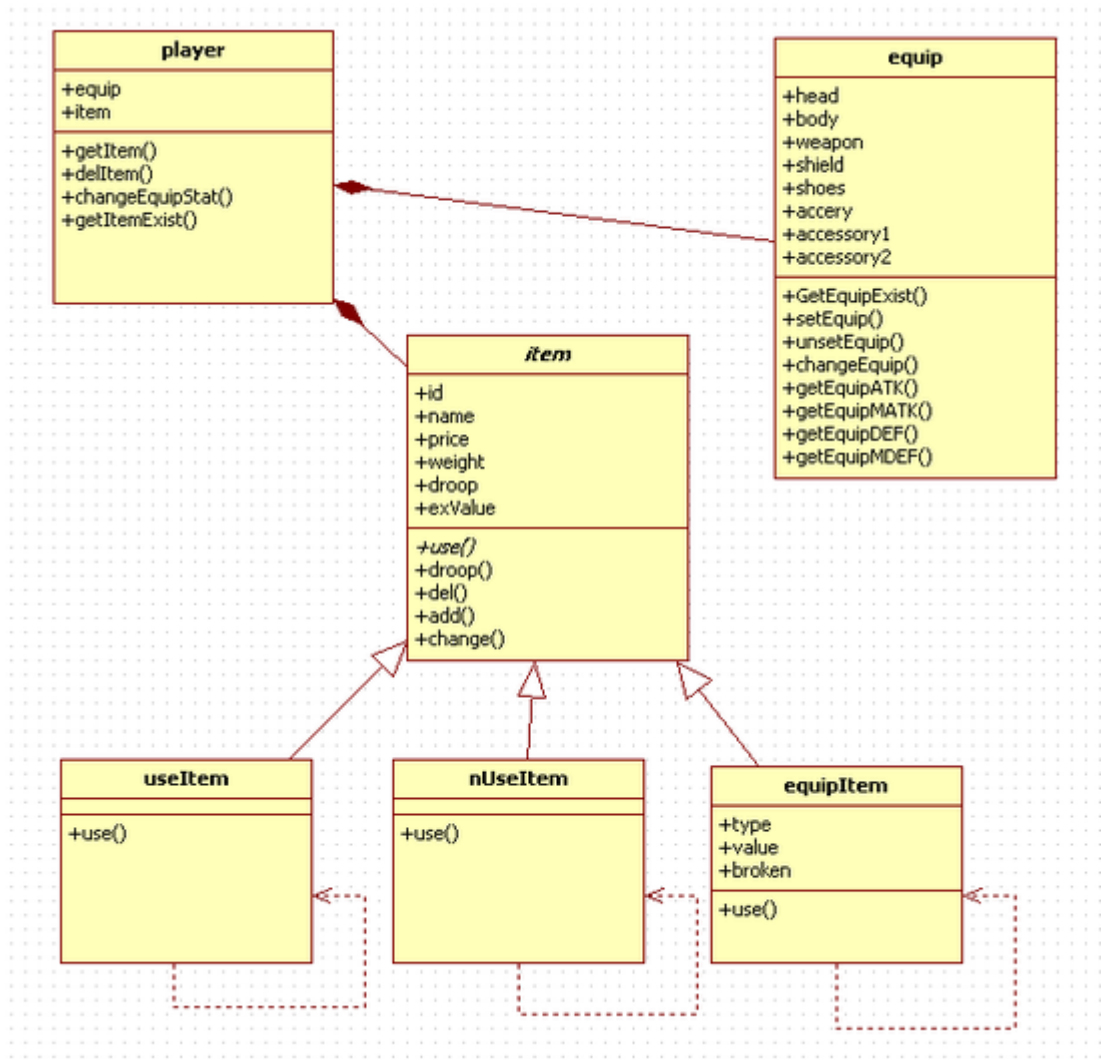 player
+equip
+item
+getItem()
+delItem()
+changeEquipStat()
+getItemExist()
equip
+head
+body
+weapon
+shield
+shoes
+accery
+accessory1
+accessory2
+GetEquipExist()
+setEquip()
+unsetEquip()
+changeEquip()
+getEquipATK()
+getEquipMATK()
+getEquipDEF()
+getEquipMDEF()
item
+id
+name
+price
+weight
+droop
+exValue
+use()
+droop()
+del()
+add()
+change()
useItem
+use()
nUseItem
+use()
equipItem
+type
+value
+broken
+use()